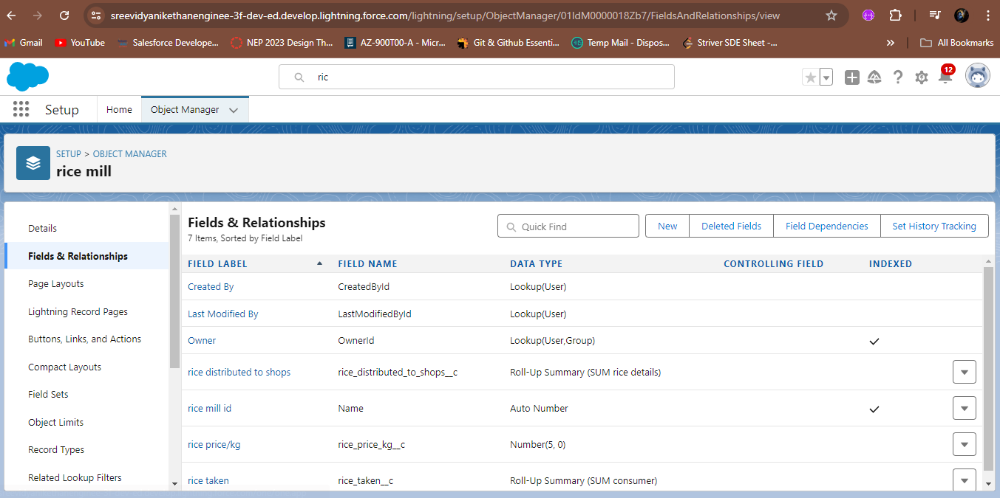 sreevidyanikethanenginee-3f-dev-ed.develop.lightning.force.com/lightning/setup/ObjectManager/01IdM0000018Zb7/FieldsAndRelationships/view
Gmail YouTube Salesforce Develope... NEP 2023 Design Th... AZ-900T00-A - Micr... Git & Github Essenti... Temp Mail - Dispos... Striver SDE Sheet -... » All Bookmarks
ric
12
Setup Home Object Manager
SETUP > OBJECT MANAGER
rice mill
Details
Fields & Relationships
Page Layouts
Lightning Record Pages
Buttons, Links, and Actions
Compact Layouts
Field Sets
Object Limits
Record Types
Related Lookup Filters
Fields & Relationships
7 Items, Sorted by Field Label
Quick Find
New Deleted Fields Field Dependencies Set History Tracking
FIELD LABEL FIELD NAME DATA TYPE CONTROLLING FIELD INDEXED
Created By CreatedById Lookup(User)
Last Modified By LastModifiedById Lookup(User)
Owner OwnerId Lookup(User,Group)
rice distributed to shops rice_distributed_to_shops__c Roll-Up Summary (SUM rice details)
rice mill id Name Auto Number
rice price/kg rice_price_kg__c Number(5, 0)
rice taken rice_taken__c Roll-Up Summary (SUM consumer)